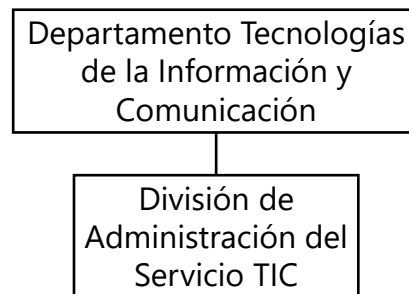 Departamento Tecnologías
de la Información y
Comunicación
División de
Administración del
Servicio TIC